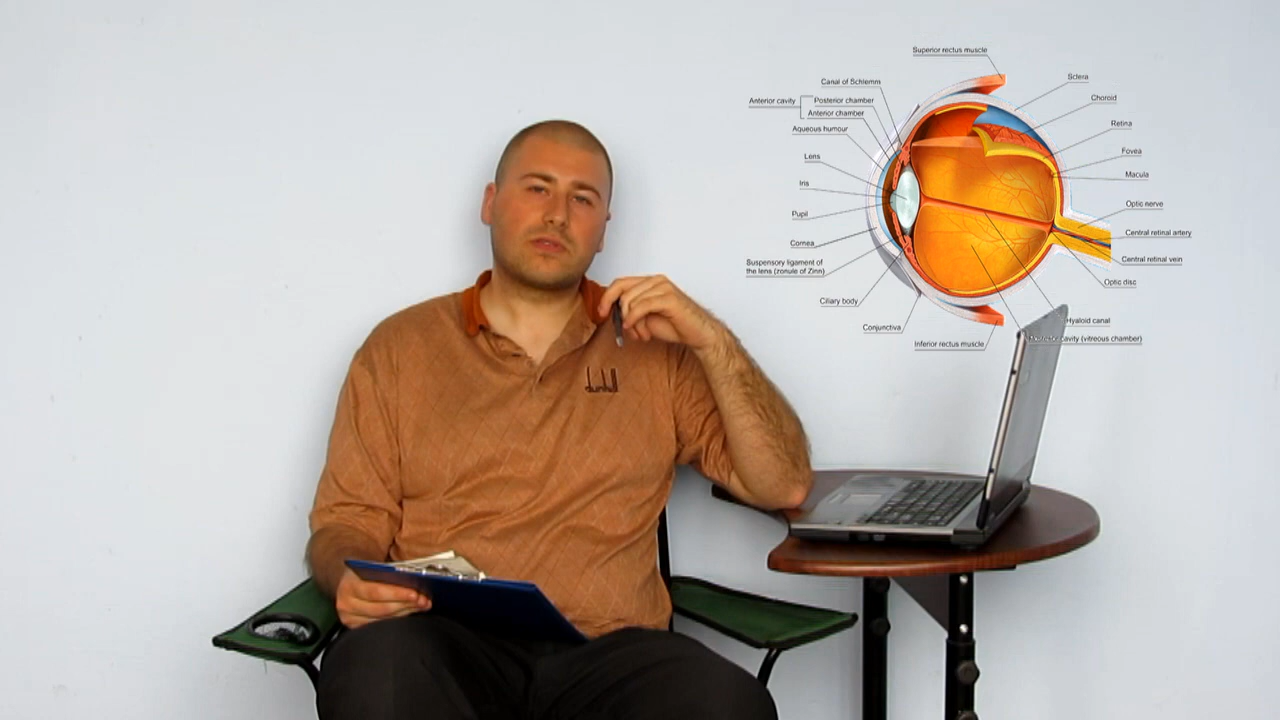 Superior rectus muscle
Canal of Schlemm
Sclera
Anterior cavity
Posterior chamber
Choroid
Anterior chamber
Aqueous humour
Retina
Lens
Fovea
Iris
Macula
Pupil
Optic nerve
Cornea
Central retinal artery
Suspensory ligament of
the lens (zonule of Zinn)
Central retinal vein
Optic disc
Ciliary body
Hyaloid canal
Conjunctiva
Posterior cavity (vitreous chamber)
Inferior rectus muscle
dunhill